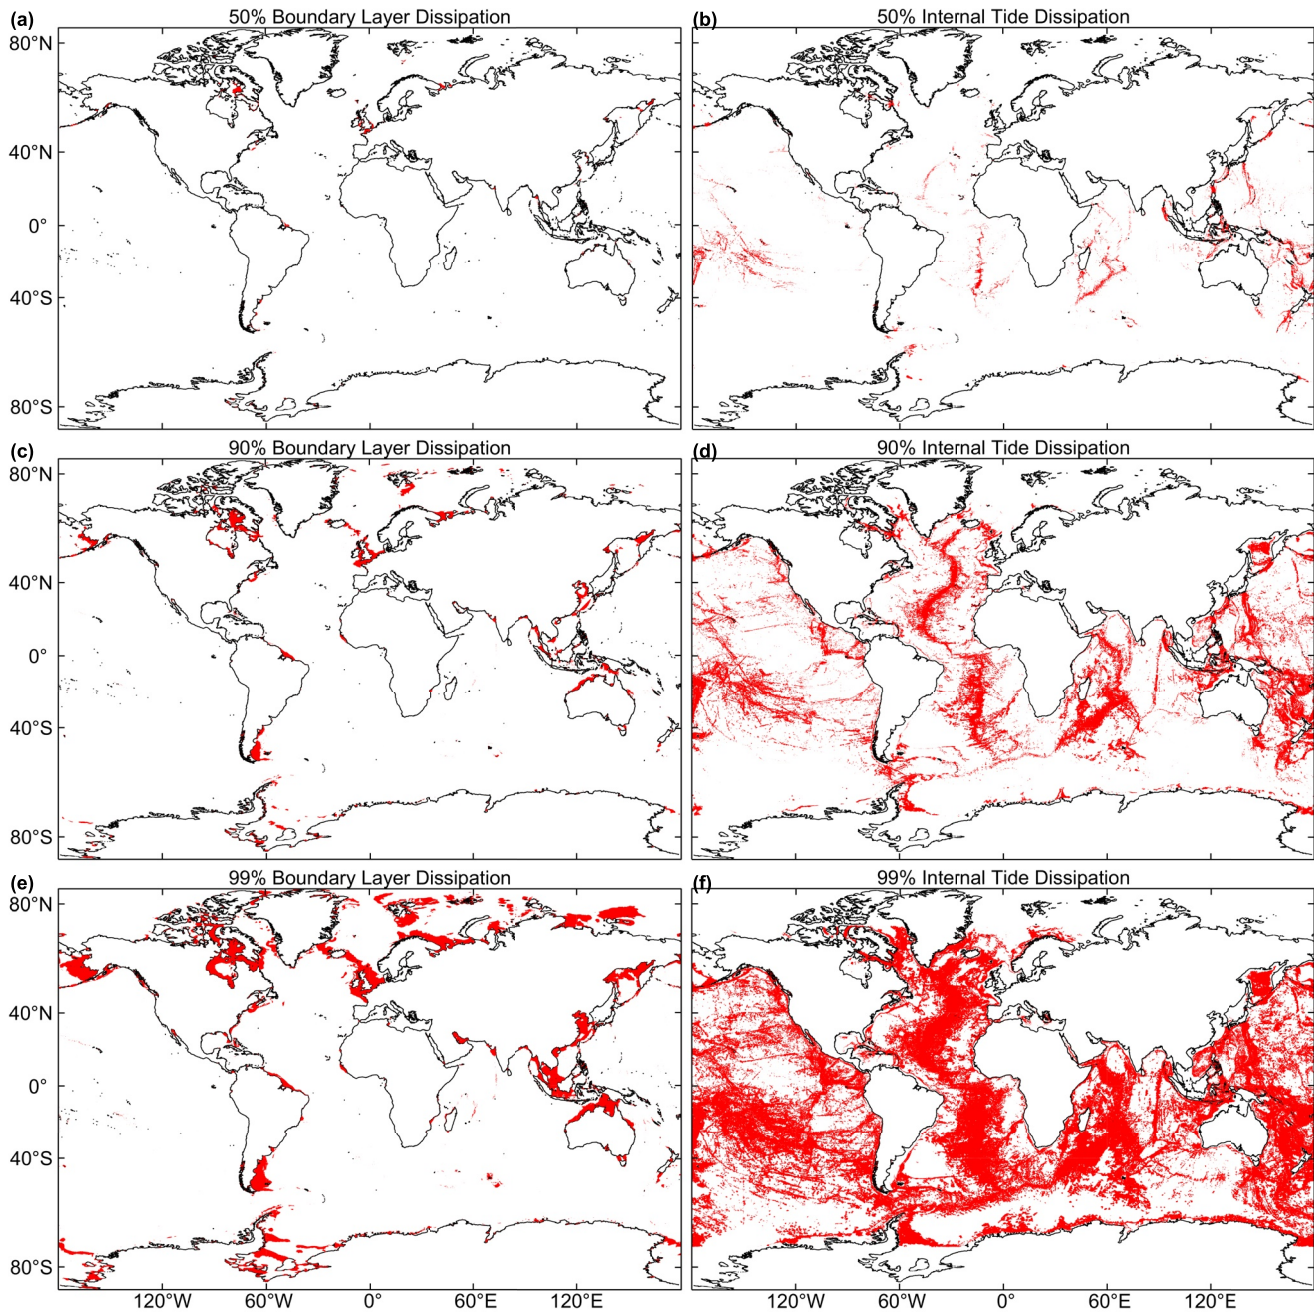 (a) 50% Boundary Layer Dissipation (b) 50% Internal Tide Dissipation
80°N
40°N
0°
40°S
80°S
(c) 90% Boundary Layer Dissipation (d) 90% Internal Tide Dissipation
80°N
40°N
0°
40°S
80°S
(e) 99% Boundary Layer Dissipation (f) 99% Internal Tide Dissipation
80°N
40°N
0°
40°S
80°S
120°W 60°W 0° 60°E 120°E 120°W 60°W 0° 60°E 120°E